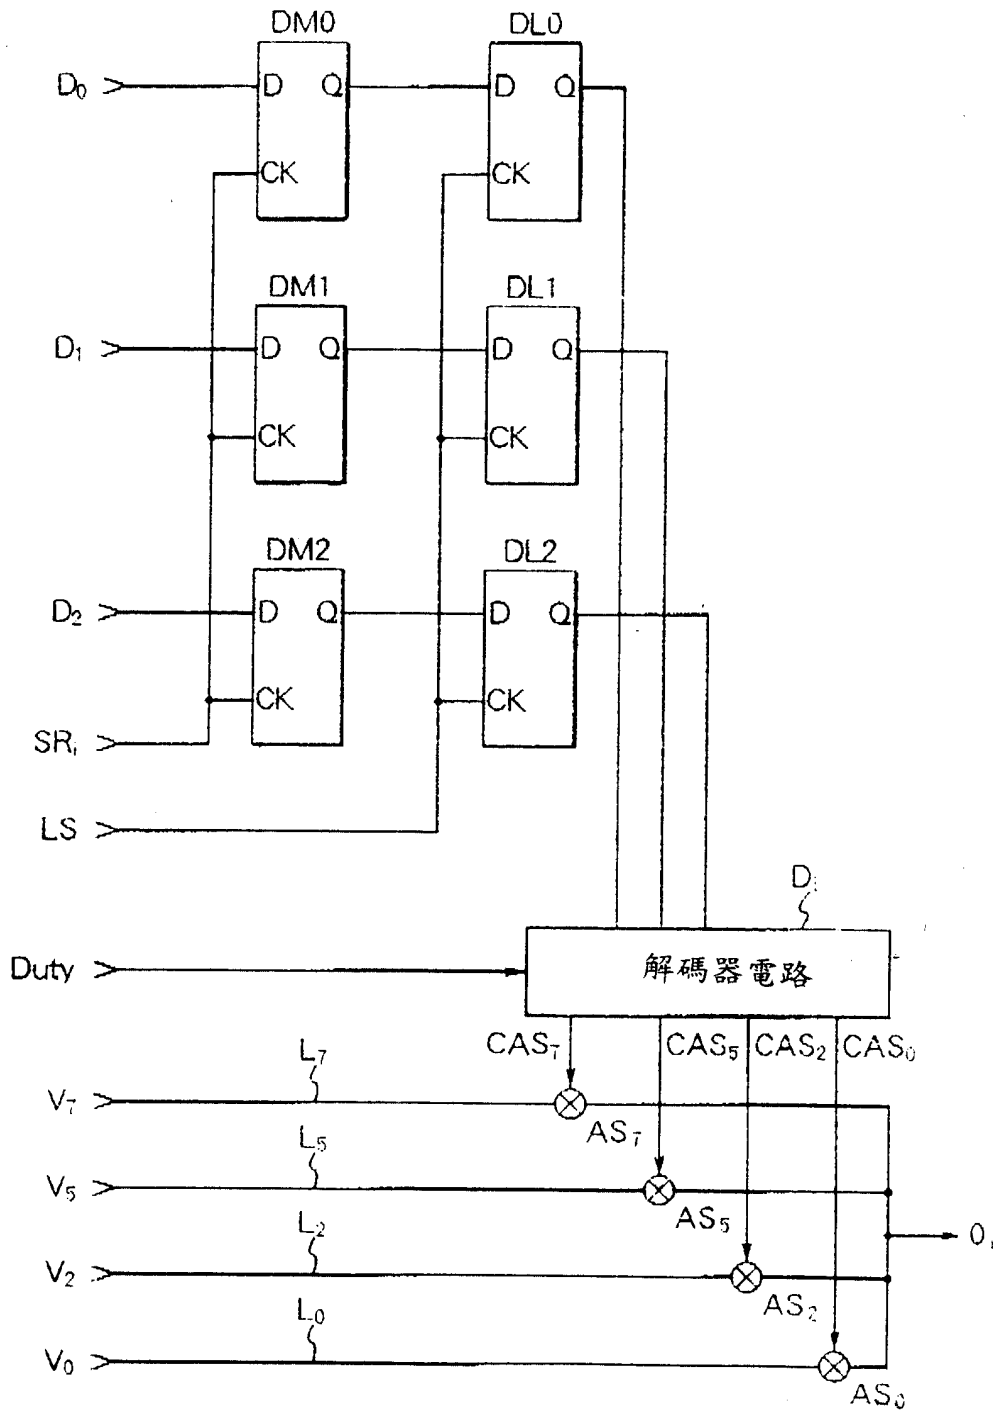 DM0 DL0
D₀ D Q D Q
CK CK
DM1 DL1
D₁ D Q D Q
CK CK
DM2 DL2
D₂ D Q D Q
CK CK
SRᵢ
LS
Dᵢ
Duty 解碼器電路
CAS₇ CAS₅ CAS₂ CAS₀
V₇ L₇ AS₇
V₅ L₅ AS₅
Oᵢ
V₂ L₂ AS₂
V₀ L₀ AS₀